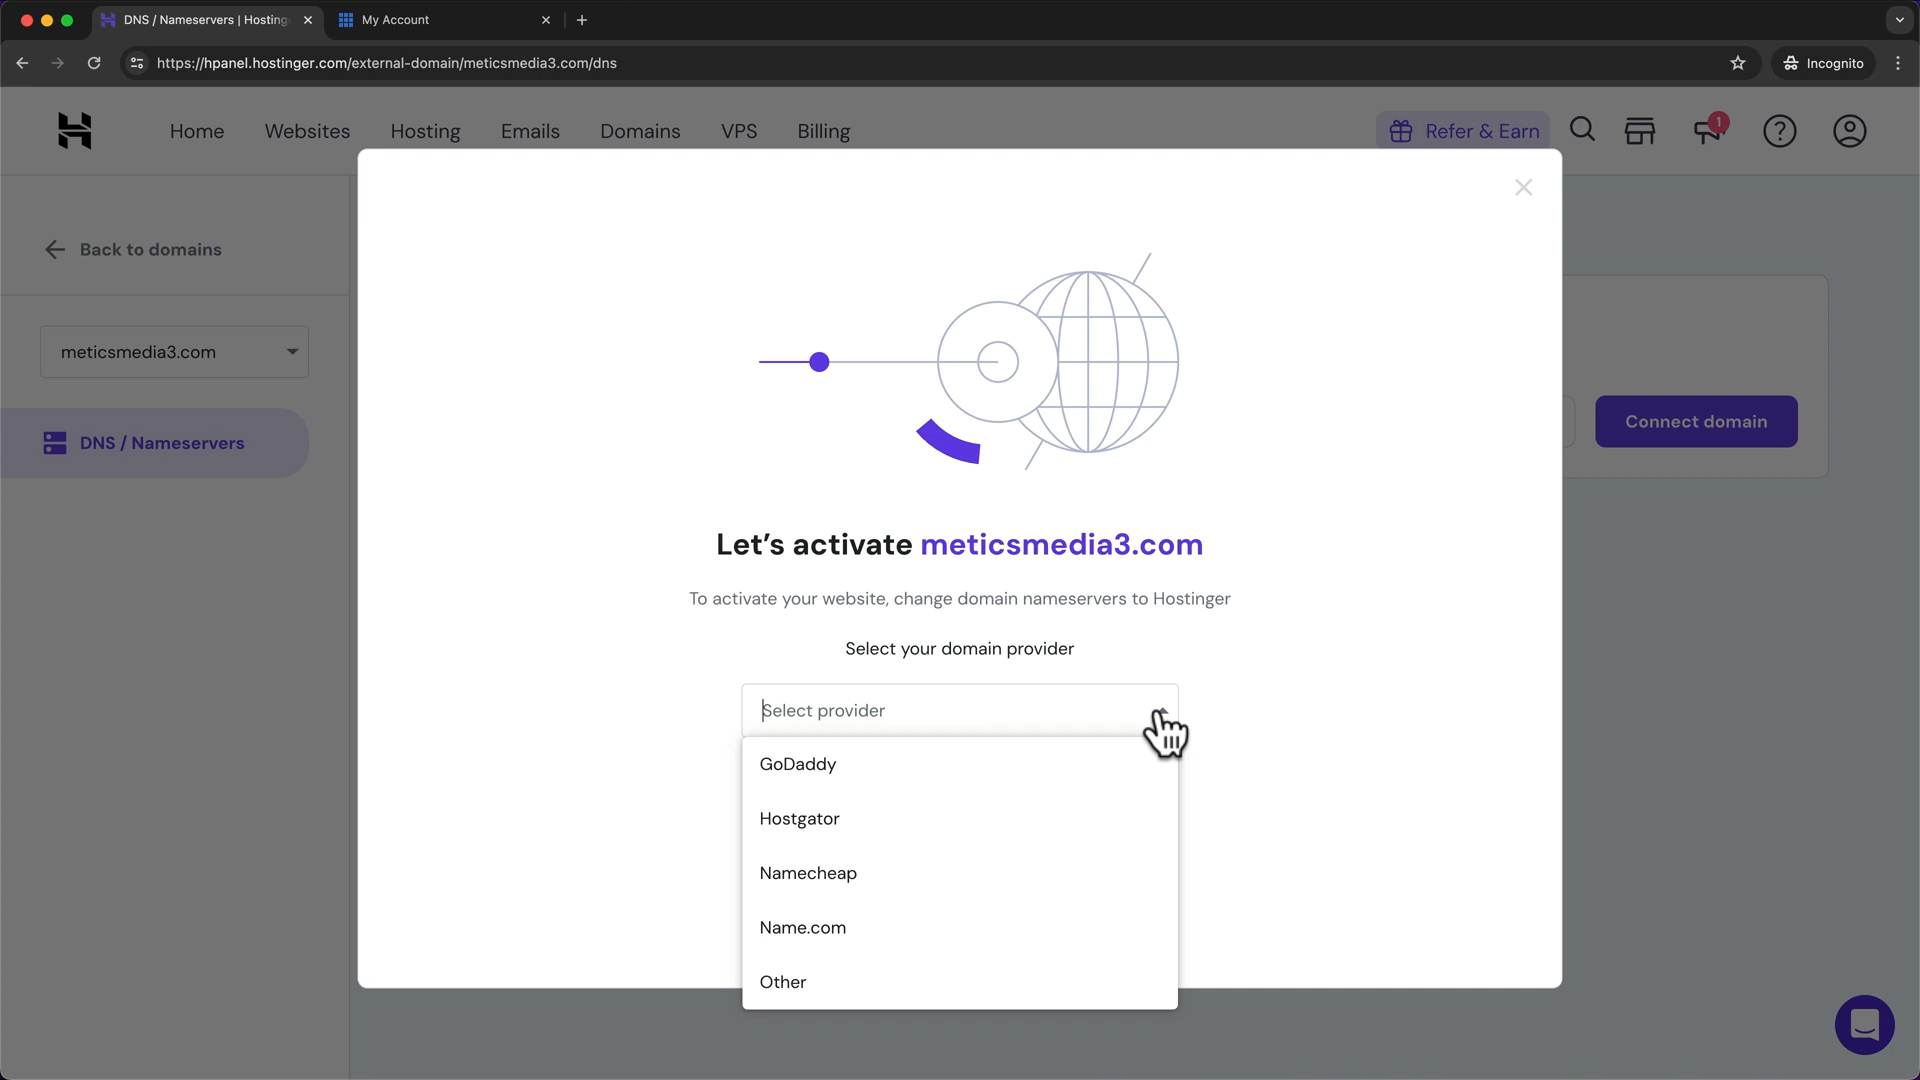 DNS / Nameservers | Hosting
My Account
https://hpanel.hostinger.com/external-domain/meticsmedia3.com/dns
Incognito
Home
Websites
Hosting
Emails
Domains
VPS
Billing
Refer & Earn
1
Back to domains
meticsmedia3.com
DNS / Nameservers
Connect domain
Let's activate meticsmedia3.com
To activate your website, change domain nameservers to Hostinger
Select your domain provider
Select provider
GoDaddy
Hostgator
Namecheap
Name.com
Other